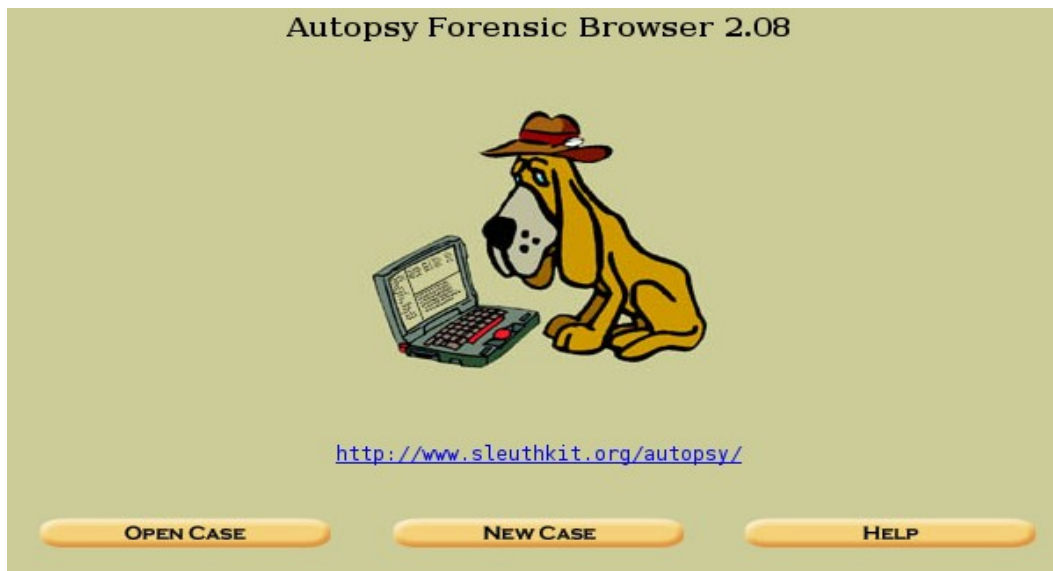 Autopsy Forensic Browser 2.08
http://www.sleuthkit.org/autopsy/
OPEN CASE
NEW CASE
HELP